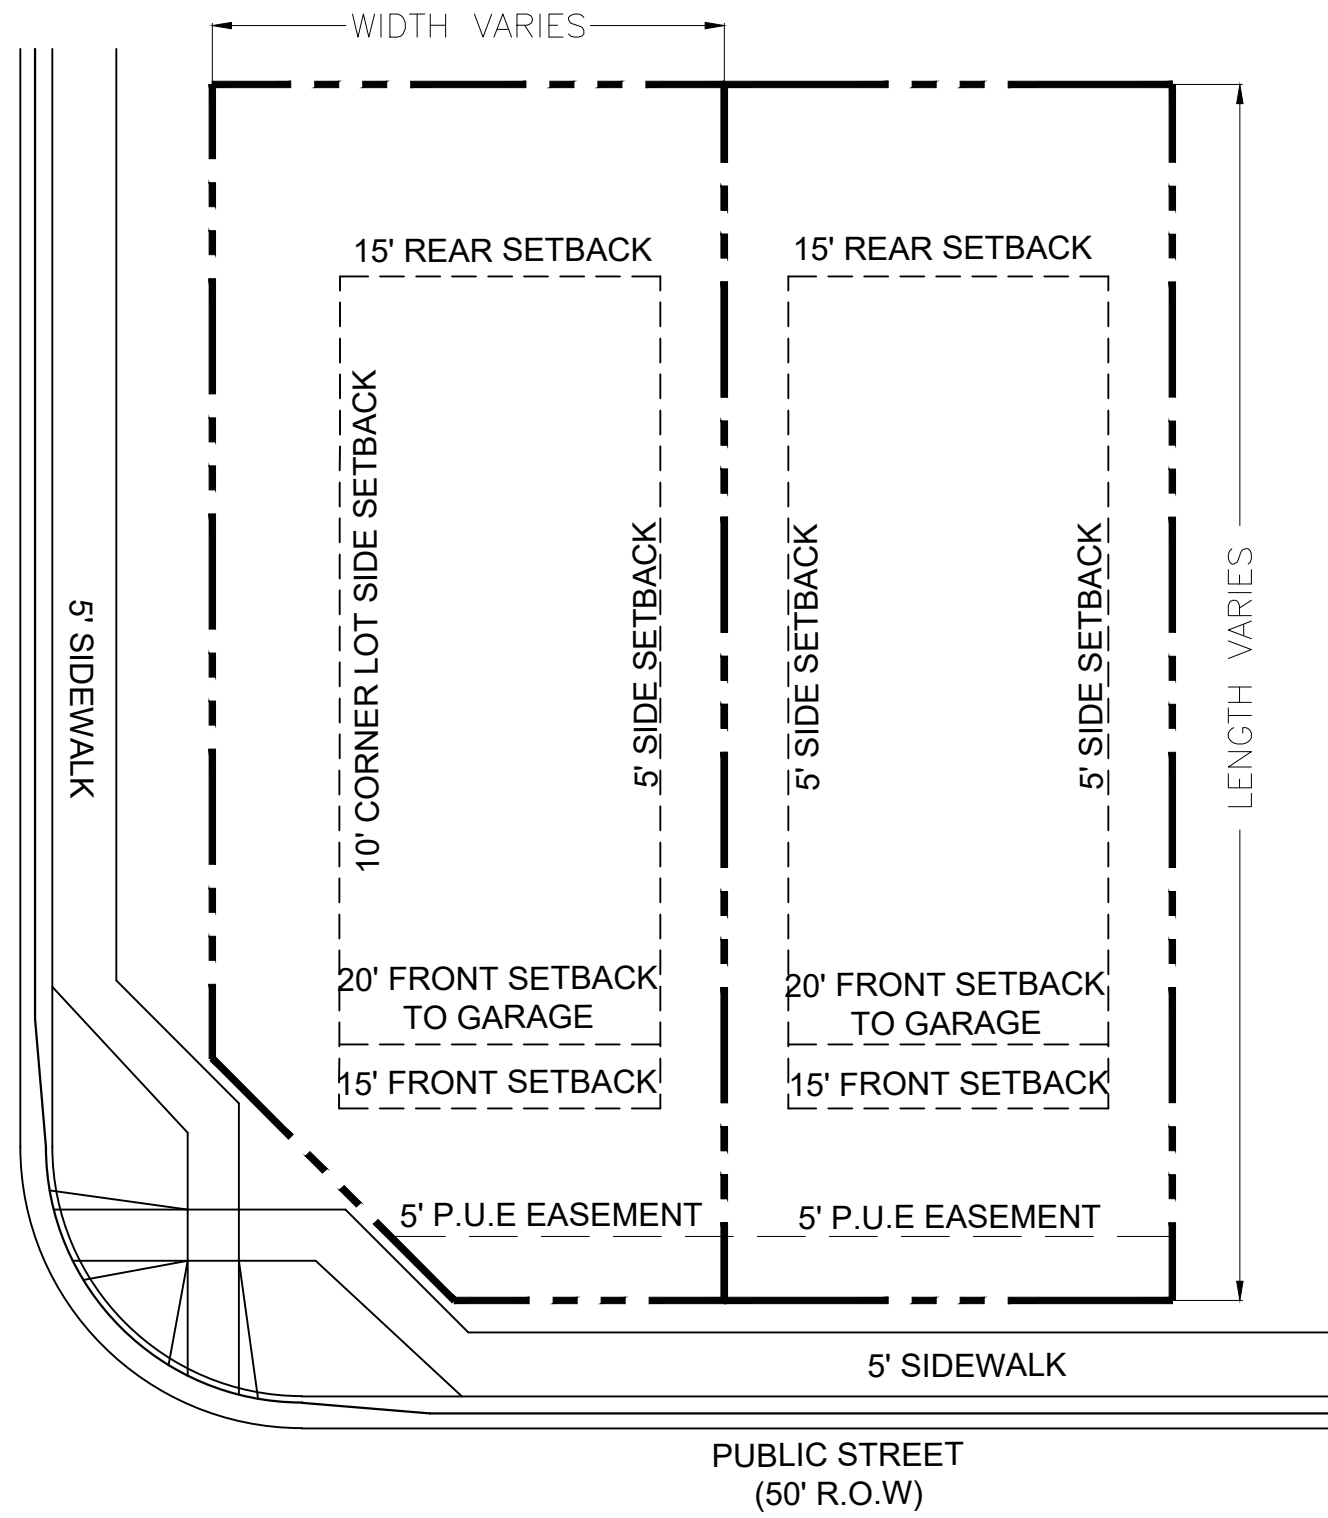 WIDTH VARIES
15' REAR SETBACK
15' REAR SETBACK
10' CORNER LOT SIDE SETBACK
5' SIDE SETBACK
5' SIDE SETBACK
5' SIDE SETBACK
LENGTH VARIES
5' SIDEWALK
20' FRONT SETBACK
TO GARAGE
20' FRONT SETBACK
TO GARAGE
15' FRONT SETBACK
15' FRONT SETBACK
5' P.U.E EASEMENT
5' P.U.E EASEMENT
5' SIDEWALK
PUBLIC STREET
(50' R.O.W)